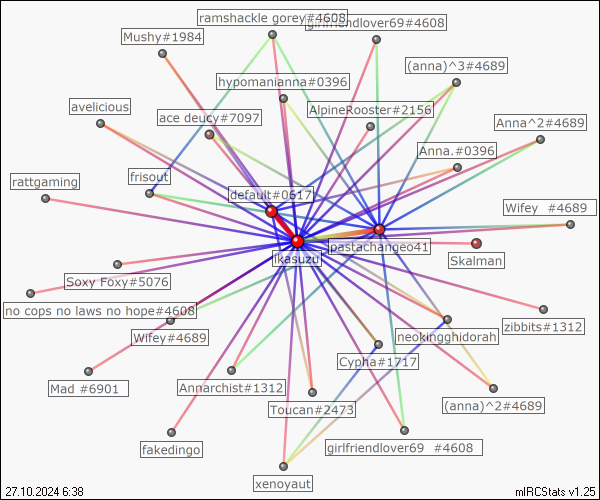 ramshackle gorey#4608
girlfriendlover69#4608
Mushy#1984
(anna)^3#4689
hypomanianna#0396
avelicious
AlpineRooster#2156
ace deucy#7097
Anna^2#4689
Anna.#0396
rattgaming
frisout
default#0617
Wifey #4689
pastachangeo41
ikasuzu
Skalman
Soxy Foxy#5076
no cops no laws no hope#4608
zibbits#1312
Wifey#4689
neokingghidorah
Cypha#1717
Mad #6901
Annarchist#1312
Toucan#2473
(anna)^2#4689
fakedingo
girlfriendlover69 #4608
xenoyaut
27.10.2024 6:38
mIRCStats v1.25